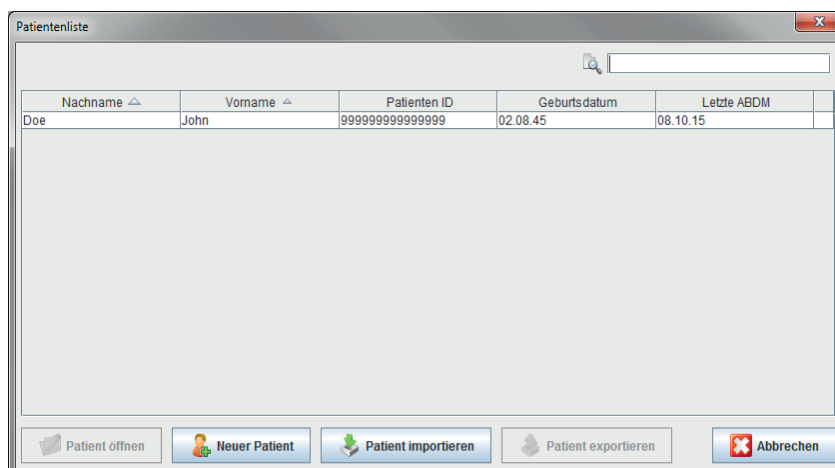 Patientenliste
Nachname Vorname Patienten ID Geburtsdatum Letzte ABDM
Doe John 999999999999999 02.08.45 08.10.15
Patient öffnen Neuer Patient Patient importieren Patient exportieren Abbrechen